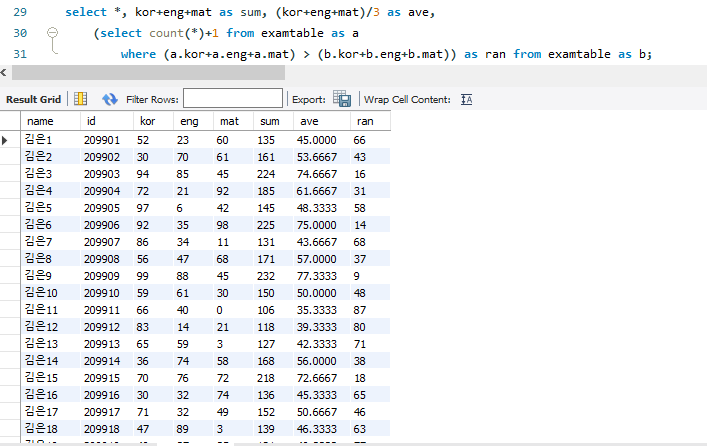 29 select *, kor+eng+mat as sum, (kor+eng+mat)/3 as ave,
30 (select count(*)+1 from examtable as a
31 where (a.kor+a.eng+a.mat) > (b.kor+b.eng+b.mat)) as ran from examtable as b;
Result Grid Filter Rows: Export: Wrap Cell Content:
name id kor eng mat sum ave ran
김은1 209901 52 23 60 135 45.0000 66
김은2 209902 30 70 61 161 53.6667 43
김은3 209903 94 85 45 224 74.6667 16
김은4 209904 72 21 92 185 61.6667 31
김은5 209905 97 6 42 145 48.3333 58
김은6 209906 92 35 98 225 75.0000 14
김은7 209907 86 34 11 131 43.6667 68
김은8 209908 56 47 68 171 57.0000 37
김은9 209909 99 88 45 232 77.3333 9
김은10 209910 59 61 30 150 50.0000 48
김은11 209911 66 40 0 106 35.3333 87
김은12 209912 83 14 21 118 39.3333 80
김은13 209913 65 59 3 127 42.3333 71
김은14 209914 36 74 58 168 56.0000 38
김은15 209915 70 76 72 218 72.6667 18
김은16 209916 30 32 74 136 45.3333 65
김은17 209917 71 32 49 152 50.6667 46
김은18 209918 47 89 3 139 46.3333 63